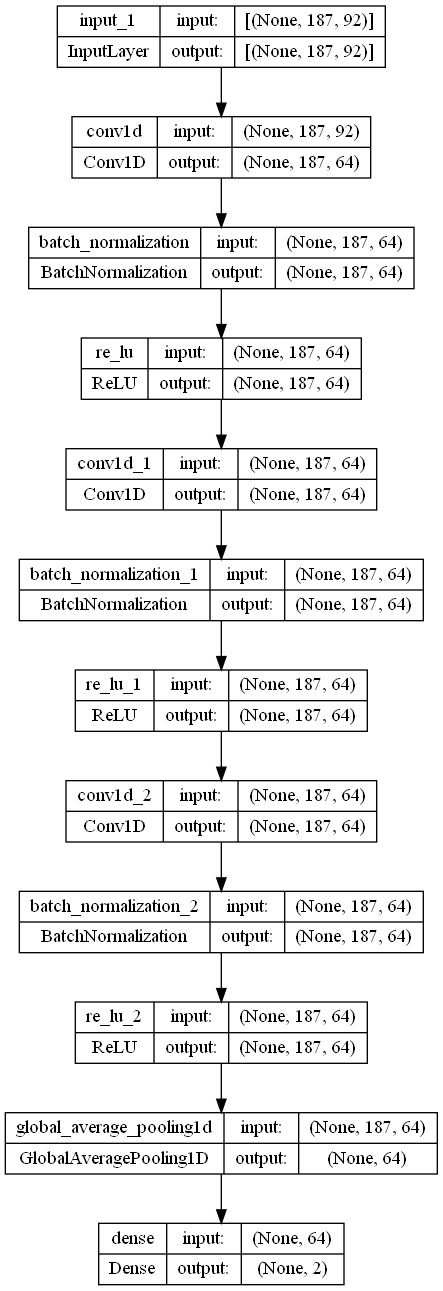 input_1 input: [(None, 187, 92)]
InputLayer output: [(None, 187, 92)]
conv1d input: (None, 187, 92)
Conv1D output: (None, 187, 64)
batch_normalization input: (None, 187, 64)
BatchNormalization output: (None, 187, 64)
re_lu input: (None, 187, 64)
ReLU output: (None, 187, 64)
conv1d_1 input: (None, 187, 64)
Conv1D output: (None, 187, 64)
batch_normalization_1 input: (None, 187, 64)
BatchNormalization output: (None, 187, 64)
re_lu_1 input: (None, 187, 64)
ReLU output: (None, 187, 64)
conv1d_2 input: (None, 187, 64)
Conv1D output: (None, 187, 64)
batch_normalization_2 input: (None, 187, 64)
BatchNormalization output: (None, 187, 64)
re_lu_2 input: (None, 187, 64)
ReLU output: (None, 187, 64)
global_average_pooling1d input: (None, 187, 64)
GlobalAveragePooling1D output: (None, 64)
dense input: (None, 64)
Dense output: (None, 2)